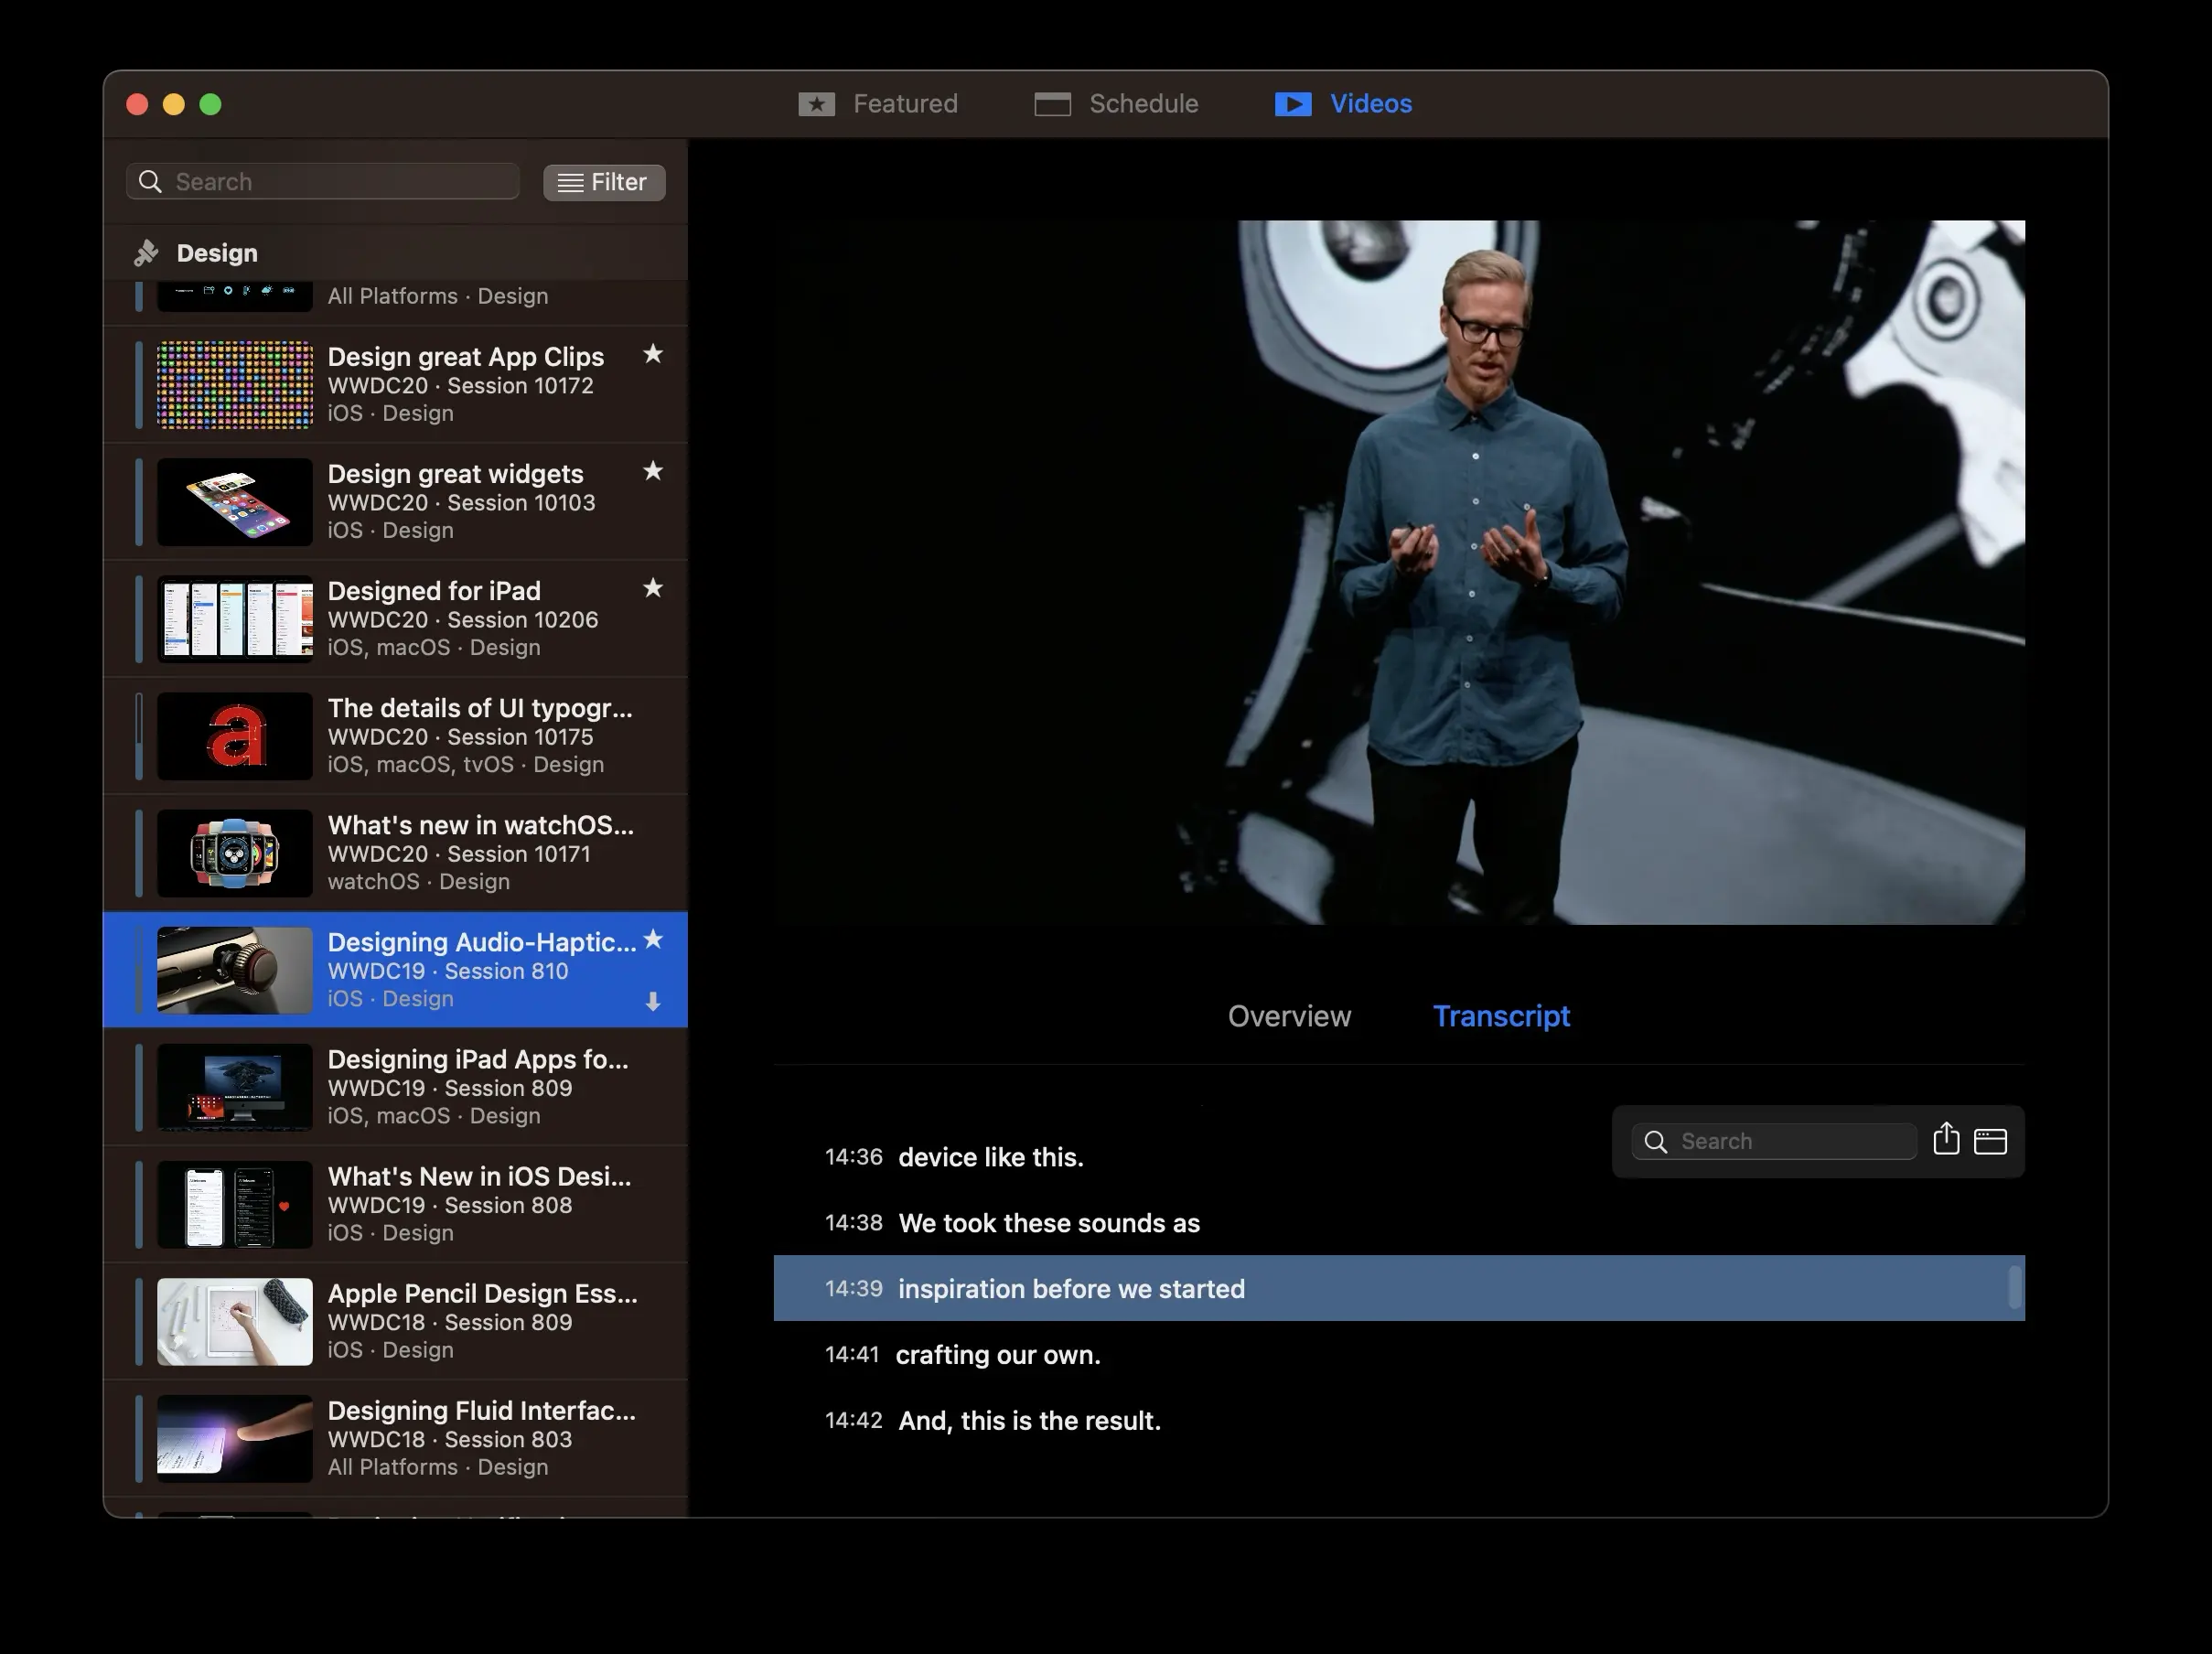 Featured
Schedule
Videos
Search
Filter
Design
All Platforms · Design
Design great App Clips
WWDC20 · Session 10172
iOS · Design
Design great widgets
WWDC20 · Session 10103
iOS · Design
Designed for iPad
WWDC20 · Session 10206
iOS, macOS · Design
The details of UI typogr...
WWDC20 · Session 10175
iOS, macOS, tvOS · Design
What's new in watchOS...
WWDC20 · Session 10171
watchOS · Design
Designing Audio-Haptic...
WWDC19 · Session 810
iOS · Design
Designing iPad Apps fo...
WWDC19 · Session 809
iOS, macOS · Design
What's New in iOS Desi...
WWDC19 · Session 808
iOS · Design
Apple Pencil Design Ess...
WWDC18 · Session 809
iOS · Design
Designing Fluid Interfac...
WWDC18 · Session 803
All Platforms · Design
Overview
Transcript
Search
14:36 device like this.
14:38 We took these sounds as
14:39 inspiration before we started
14:41 crafting our own.
14:42 And, this is the result.